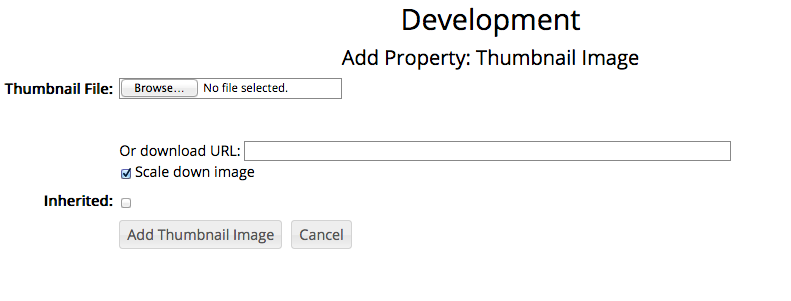 Development
Add Property: Thumbnail Image
Thumbnail File: Browse... No file selected.
Or download URL:
Scale down image
Inherited:
Add Thumbnail Image Cancel